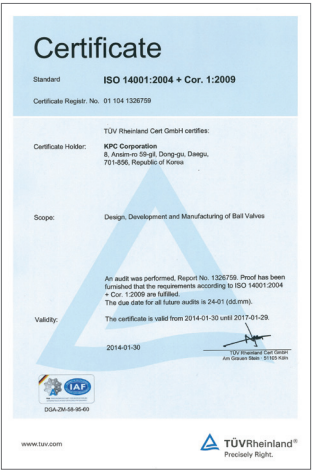 Certificate
Standard ISO 14001:2004 + Cor. 1:2009
Certificate Registr. No. 01 104 1326759
TÜV Rheinland Cert GmbH certifies:
Certificate Holder: KPC Corporation
8, Ansim-ro 59-gil, Dong-gu, Daegu,
701-856, Republic of Korea
Scope: Design, Development and Manufacturing of Ball Valves
An audit was performed, Report No. 1326759. Proof has been
furnished that the requirements according to ISO 14001:2004
+ Cor. 1:2009 are fulfilled.
The due date for all future audits is 24-01 (dd.mm).
Validity: The certificate is valid from 2014-01-30 until 2017-01-29.
2014-01-30
TÜV Rheinland Cert GmbH
Am Grauen Stein · 51105 Köln
IAF
DGA-ZM-58-95-60
www.tuv.com
TÜVRheinland®
Precisely Right.